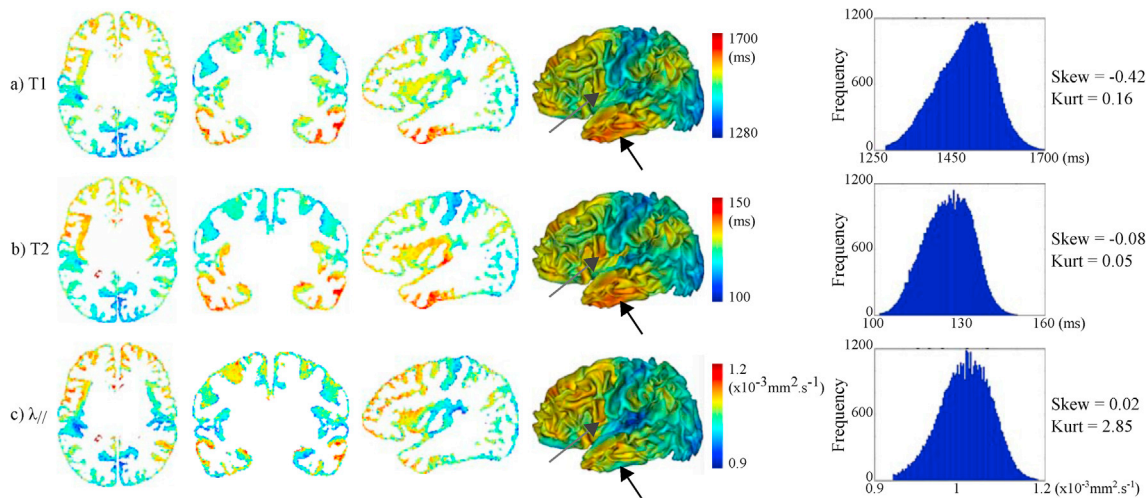 a) T1
1700
(ms)
1280
Frequency
1200
600
0
1250
1450
1700 (ms)
Skew = -0.42
Kurt = 0.16
b) T2
150
(ms)
100
Frequency
1200
600
0
100
130
160
(ms)
Skew = -0.08
Kurt = 0.05
c) λ//
1.2
(x10⁻³mm².s⁻¹)
0.9
Frequency
1200
600
0
0.9
1
1.2 (x10⁻³mm².s⁻¹)
Skew = 0.02
Kurt = 2.85